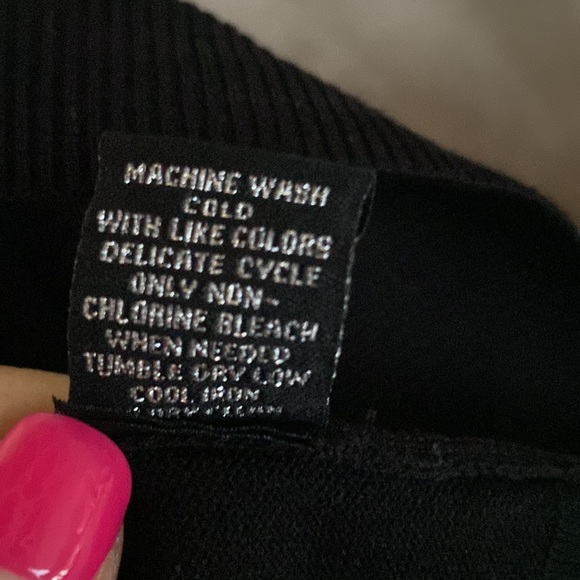 MACHINE WASH
COLD
WITH LIKE COLORS
DELICATE CYCLE
ONLY NON-
CHLORINE BLEACH
WHEN NEEDED
TUMBLE DRY LOW
COOL IRON